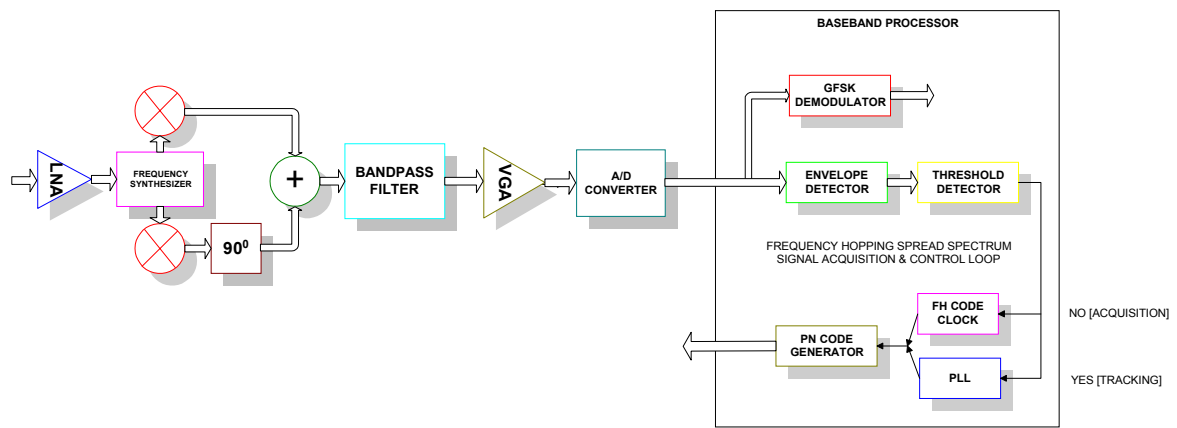 BASEBAND PROCESSOR
GFSK
DEMODULATOR
LNA
FREQUENCY
SYNTHESIZER
+
BANDPASS
FILTER
VGA
A/D
CONVERTER
ENVELOPE
DETECTOR
THRESHOLD
DETECTOR
90⁰
FREQUENCY HOPPING SPREAD SPECTRUM
SIGNAL ACQUISITION & CONTROL LOOP
FH CODE
CLOCK
NO [ACQUISITION]
PN CODE
GENERATOR
PLL
YES [TRACKING]